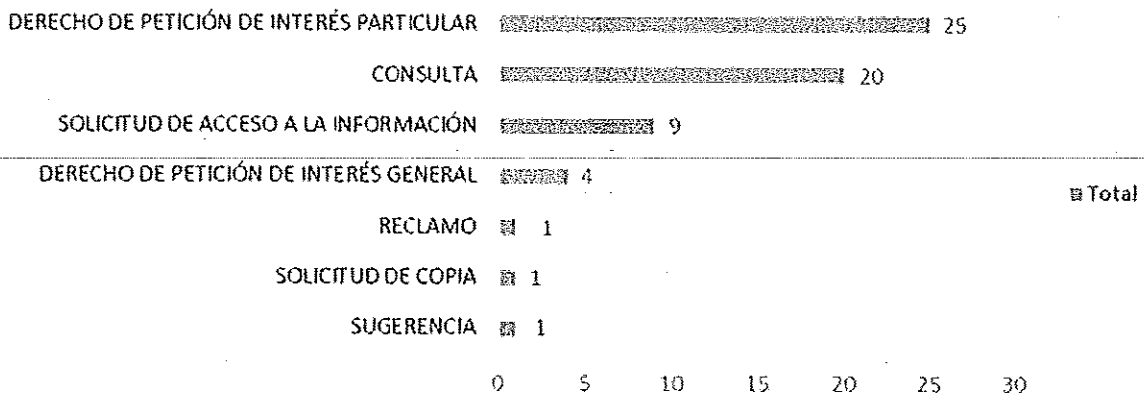 DERECHO DE PETICIÓN DE INTERÉS PARTICULAR 25
CONSULTA 20
SOLICITUD DE ACCESO A LA INFORMACIÓN 9
DERECHO DE PETICIÓN DE INTERÉS GENERAL 4
Total
RECLAMO 1
SOLICITUD DE COPIA 1
SUGERENCIA 1
0 5 10 15 20 25 30